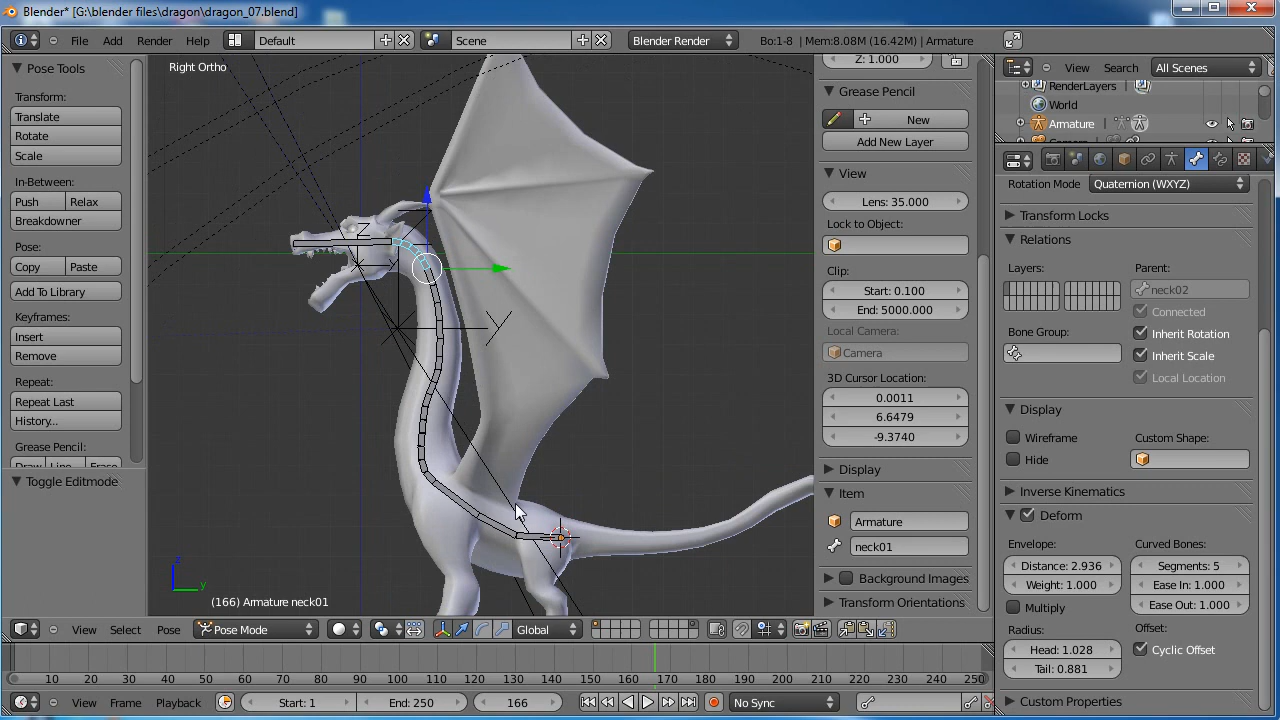 Blender* [G:\blender files\dragon\dragon_07.blend]
File Add Render Help Default Scene Blender Render Bo:1-8 | Mem:8.08M (16.42M) | Armature
View Search All Scenes
Pose Tools
Transform:
Translate
Rotate
Scale
In-Between:
Push Relax
Breakdowner
Pose:
Copy Paste
Add To Library
Keyframes:
Insert
Remove
Repeat:
Repeat Last
History...
Grease Pencil:
Draw Line Erase
Toggle Editmode
Right Ortho
Z
Y
z
y
(166) Armature neck01
Z: 1.000
Grease Pencil
New
Add New Layer
View
Lens: 35.000
Lock to Object:
Clip:
Start: 0.100
End: 5000.000
Local Camera:
Camera
3D Cursor Location:
0.0011
6.6479
-9.3740
Display
Item
Armature
neck01
Background Images
Transform Orientations
RenderLayers
World
Armature
Rotation Mode Quaternion (WXYZ)
Transform Locks
Relations
Layers: Parent:
neck02
Connected
Bone Group: Inherit Rotation
Inherit Scale
Local Location
Display
Wireframe Custom Shape:
Hide
Inverse Kinematics
Deform
Envelope: Curved Bones:
Distance: 2.936 Segments: 5
Weight: 1.000 Ease In: 1.000
Multiply Ease Out: 1.000
Radius: Offset:
Head: 1.028 Cyclic Offset
Tail: 0.881
Custom Properties
View Select Pose Pose Mode Global
10 20 30 40 50 60 70 80 90 100 110 120 130 140 150 160 170 180 190 200 210 220 230 240 250
View Frame Playback Start: 1 End: 250 166 No Sync